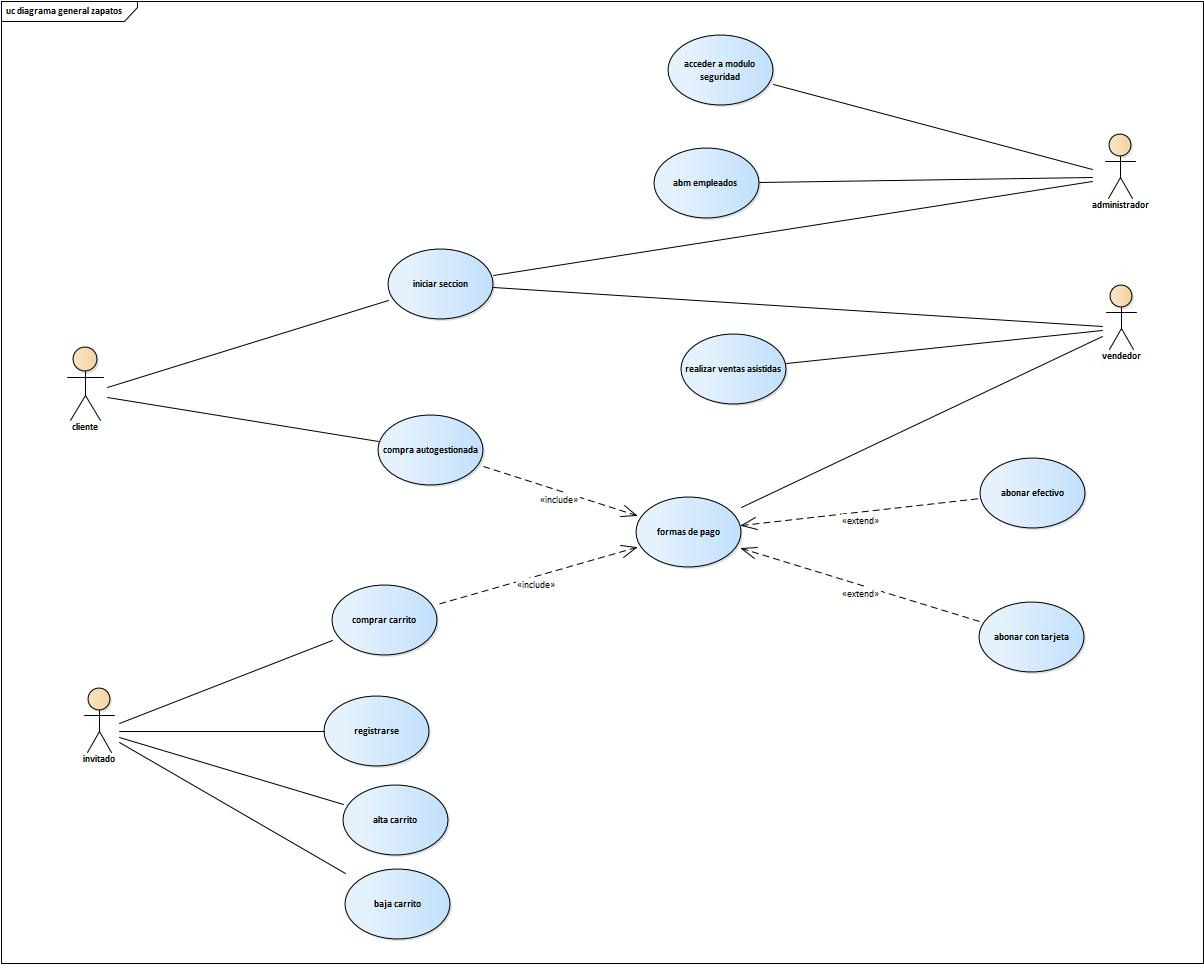 uc diagrama general zapatos
acceder a modulo
seguridad
administrador
abm empleados
iniciar seccion
vendedor
realizar ventas asistidas
cliente
compra autogestionada
«include»
abonar efectivo
«extend»
formas de pago
«include»
«extend»
comprar carrito
abonar con tarjeta
invitado
registrarse
alta carrito
baja carrito